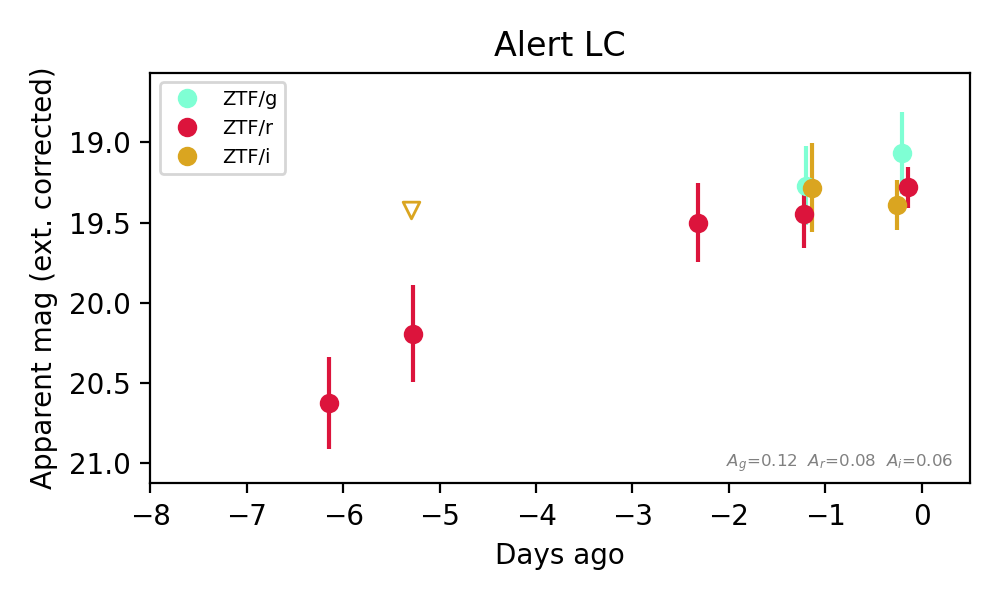 Alert LC
ZTF/g
ZTF/r
ZTF/i
Apparent mag (ext. corrected)
19.0
19.5
20.0
20.5
21.0
A_g=0.12 A_r=0.08 A_i=0.06
−8 −7 −6 −5 −4 −3 −2 −1 0
Days ago